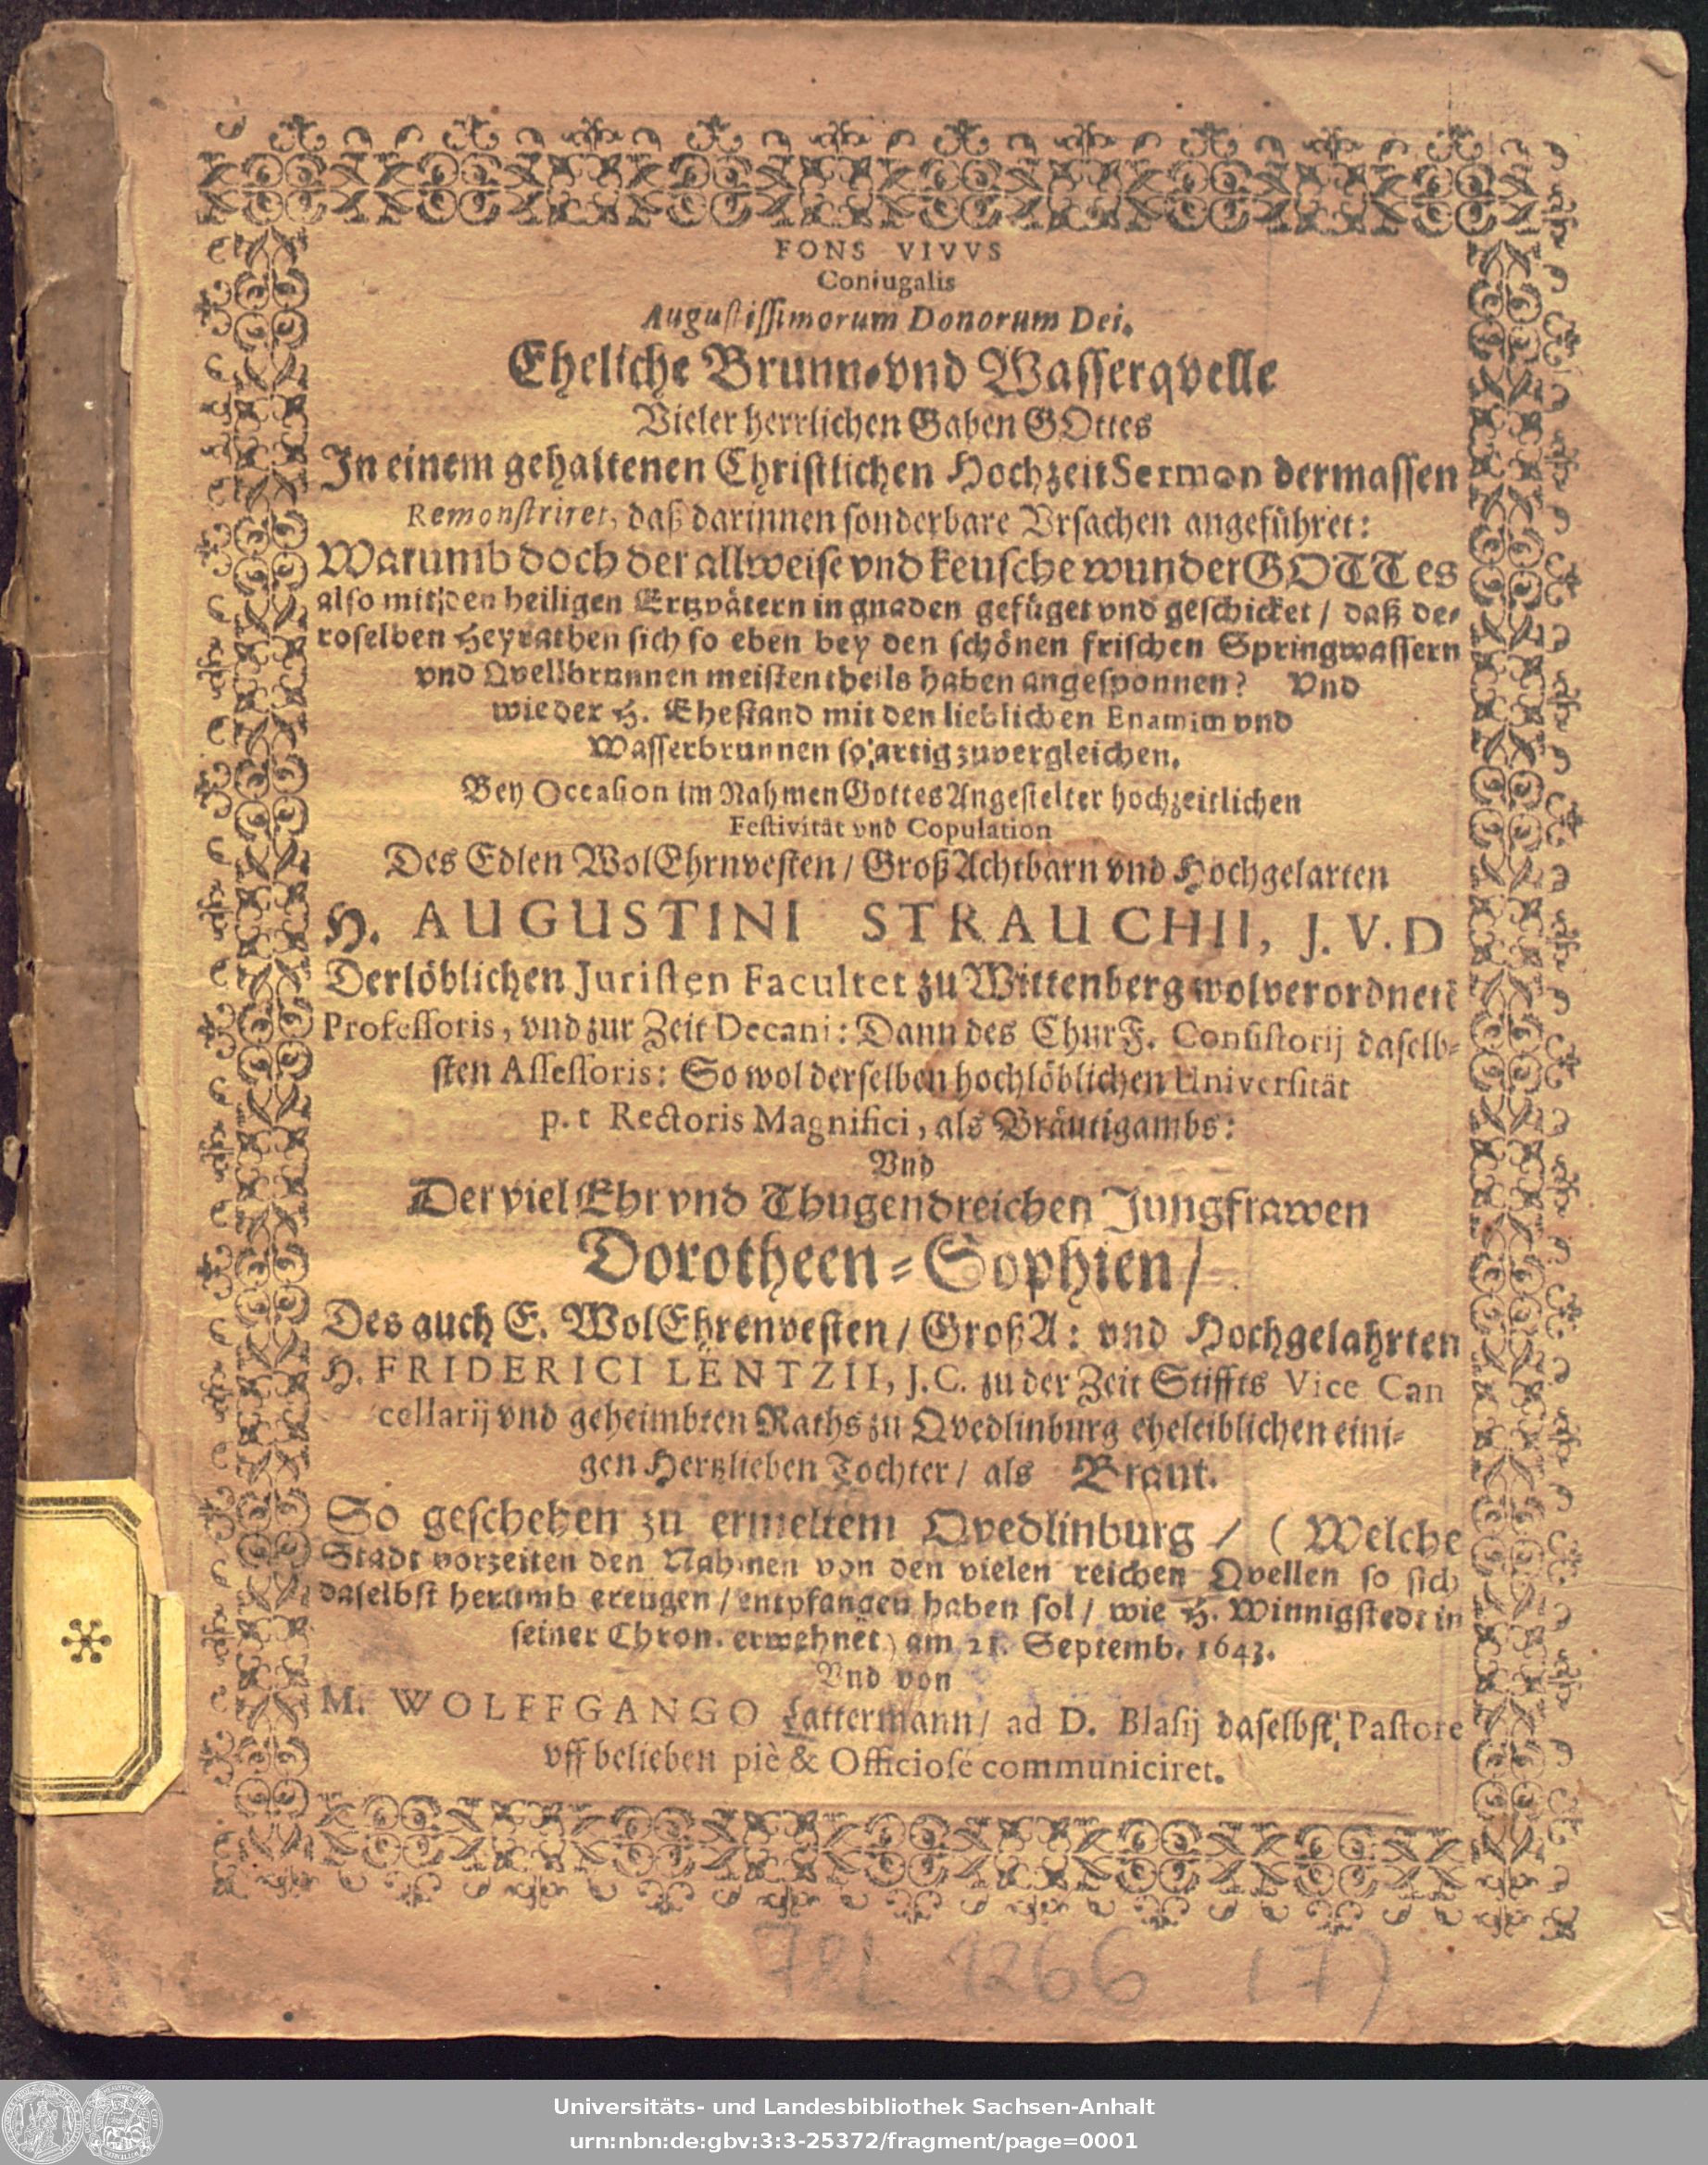 FONS VIVVS
Coniugalis
Augustissimorum Donorum Dei.
Eheliche Brunn- vnd Wasserqvelle
Vieler herrlichen Gaben GOttes
In einem gehaltenen Christlichen HochzeitSermon dermassen
Remonstriret, daß darinnen sonderbare Vrsachen angeführet:
Warumb doch der allweise vnd keusche wunderGOTT es
also mit den heiligen Ertzvätern in gnaden gefüget vnd geschicket / daß de-
roselben Heyrathen sich so eben bey den schönen frischen Springwassern
vnd Qvellbrunnen meistentheils haben angesponnen? Vnd
wie der H. Ehestand mit den lieblichen Enamim vnd
Wasserbrunnen so artig zuvergleichen.
Bey Occasion im Nahmen Gottes Angestelter hochzeitlichen
Festivität vnd Copulation
Des Edlen WolEhrnvesten / GroßAchtbarn vnd Hochgelarten
H. AUGUSTINI STRAUCHII, J. V. D
Der löblichen Juristen Facultet zu Wittenberg wolverordnetē
Professoris, vnd zur Zeit Decani: Dann des ChurF. Consistorij daselb-
sten Assessoris: So wol derselben hochlöblichen Universität
p. t Rectoris Magnifici, als Bräutigambs:
Vnd
Der viel Ehr vnd Thugendreichen Jungfrawen
Dorotheen-Sophien /
Des auch E. WolEhrenvesten / GroßA: vnd Hochgelahrten
H. FRIDERICI LENTZII, J. C. zu der Zeit Stiffts Vice Can
cellarij vnd geheimbten Raths zu Qvedlinburg eheleiblichen eini-
gen Hertzlieben Tochter / als Braut.
So geschehen zu ermeltem Qvedlinburg / ( Welche
Stadt vorzeiten den Nahmen von den vielen reichen Qvellen so sich
daselbst herumb ereugen / entpfangen haben sol / wie H. Winnigstedt in
seiner Chron. erwehnet) am 21. Septemb. 1643.
Vnd von
M. WOLFFGANGO Lattermann / ad D. Blasij daselbst Pastore
vff belieben piè & Officiosè communiciret.
78 L 1266 (7)
Universitäts- und Landesbibliothek Sachsen-Anhalt
urn:nbn:de:gbv:3:3-25372/fragment/page=0001